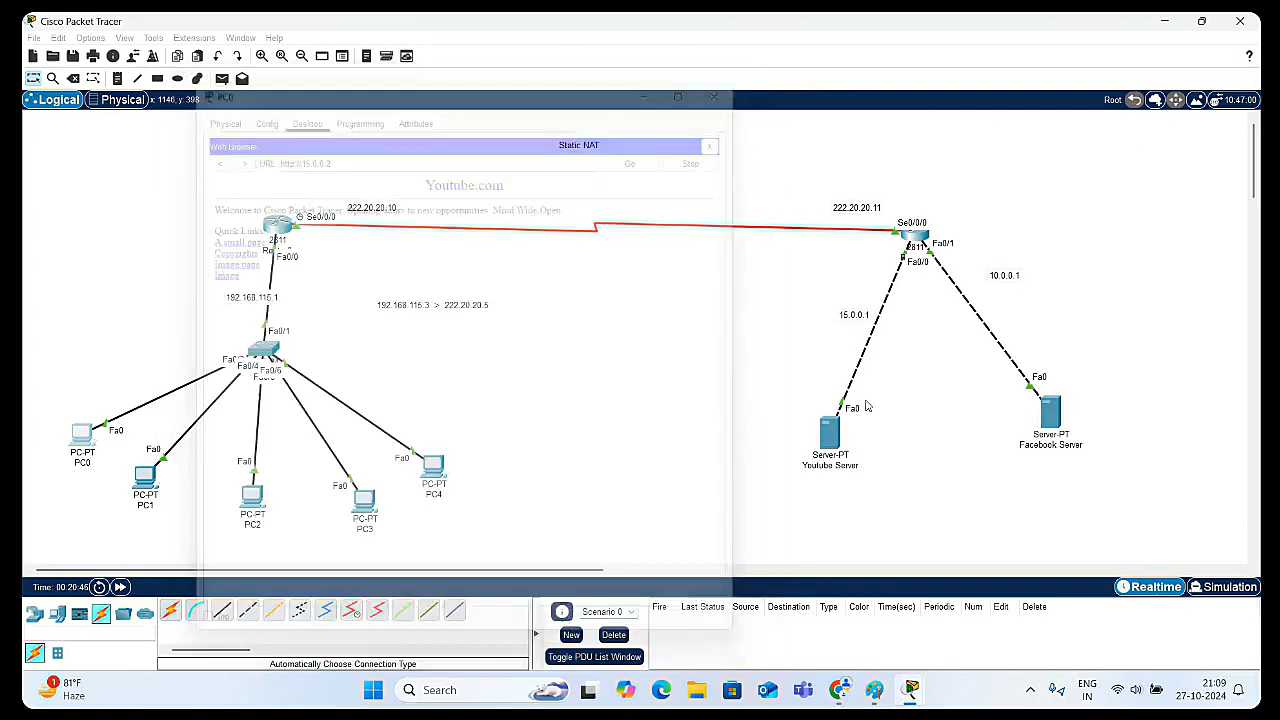 Cisco Packet Tracer
File Edit Options View Tools Extensions Window Help
Logical Physical x: 1146, y: 398 Root 10:47:00
PC0
Physical Config Desktop Programming Attributes
Web Browser X
Static NAT
< > URL http://15.0.0.2 Go Stop
Youtube.com
Welcome to Cisco Packet Tracer. Opening doors to new opportunities. Mind Wide Open.
Quick Links:
A small page
Copyrights
Image page
Image
222.20.20.10
Se0/0/0
2811
Fa0/0
192.168.115.1
192.168.115.3 > 222.20.20.5
Fa0/1
Fa0/4
Fa0/6
222.20.20.11
Se0/0/0
2811
Fa0/1
Fa0/0
10.0.0.1
15.0.0.1
Fa0
PC-PT
PC0
Fa0
PC-PT
PC1
Fa0
PC-PT
PC2
Fa0
PC-PT
PC3
Fa0
PC-PT
PC4
Fa0
Server-PT
Youtube Server
Fa0
Server-PT
Facebook Server
Time: 00:20:46 Realtime Simulation
Scenario 0
New Delete
Toggle PDU List Window
Fire Last Status Source Destination Type Color Time(sec) Periodic Num Edit Delete
Automatically Choose Connection Type
1
81°F
Haze
Search
ENG
IN
21:09
27-10-2024